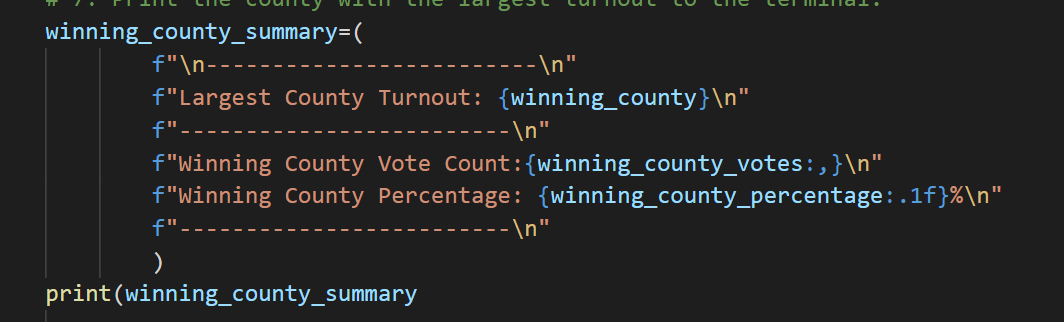 # 7. Print the county with the largest turnout to the terminal.
winning_county_summary=(
f"\n-------------------------\n"
f"Largest County Turnout: {winning_county}\n"
f"-------------------------\n"
f"Winning County Vote Count:{winning_county_votes:,}\n"
f"Winning County Percentage: {winning_county_percentage:.1f}%\n"
f"-------------------------\n"
)
print(winning_county_summary